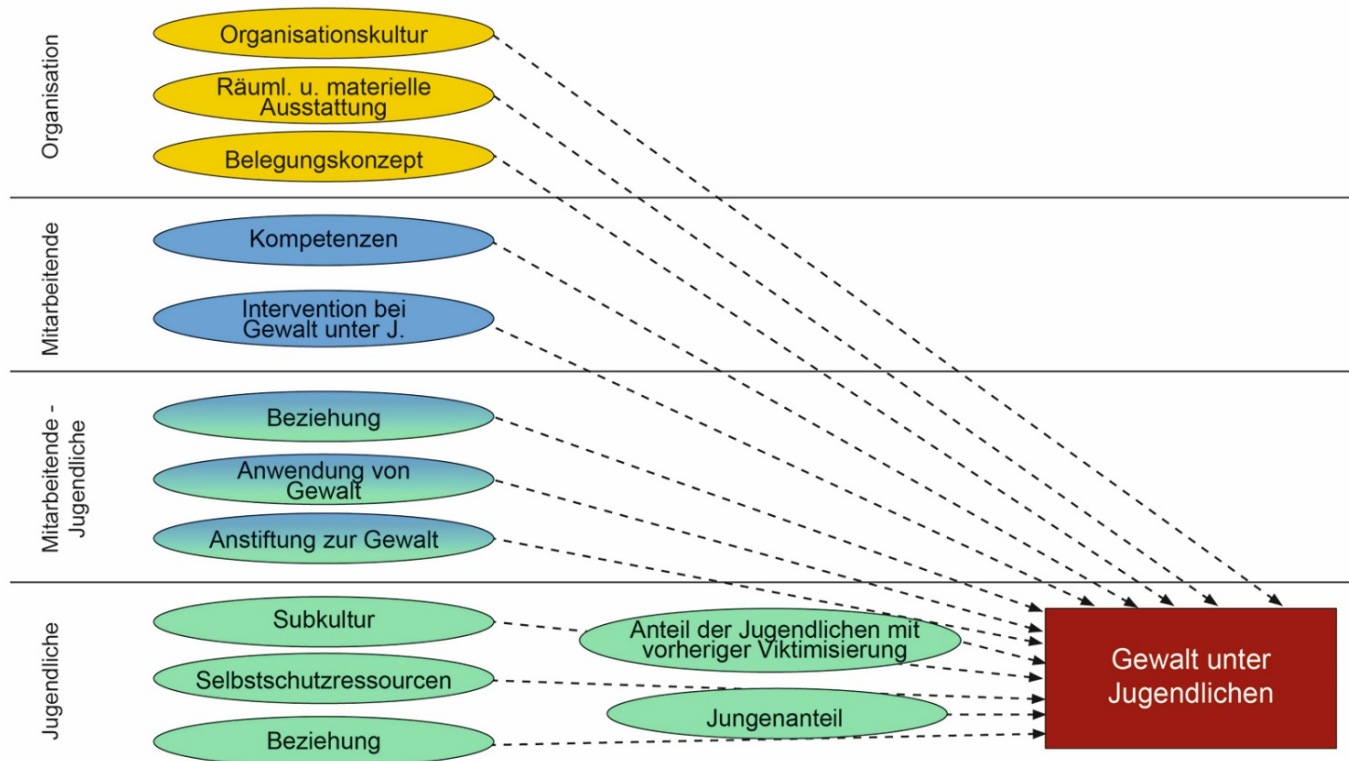 Organisation
Organisationskultur
Räuml. u. materielle
Ausstattung
Belegungskonzept
Mitarbeitende
Kompetenzen
Intervention bei
Gewalt unter J.
Mitarbeitende -
Jugendliche
Beziehung
Anwendung von
Gewalt
Anstiftung zur Gewalt
Jugendliche
Subkultur
Selbstschutzressourcen
Beziehung
Anteil der Jugendlichen mit
vorheriger Viktimisierung
Jungenanteil
Gewalt unter
Jugendlichen